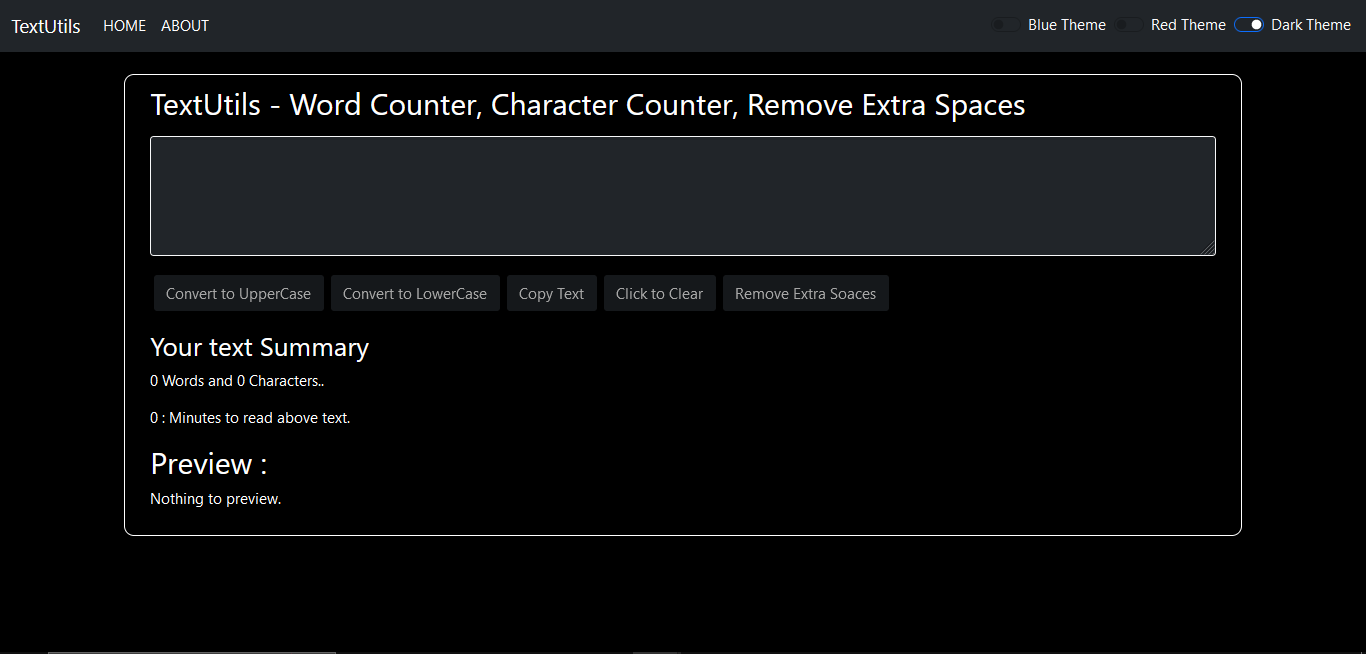 TextUtils HOME ABOUT Blue Theme Red Theme Dark Theme
TextUtils - Word Counter, Character Counter, Remove Extra Spaces
Convert to UpperCase Convert to LowerCase Copy Text Click to Clear Remove Extra Soaces
Your text Summary
0 Words and 0 Characters..
0 : Minutes to read above text.
Preview :
Nothing to preview.